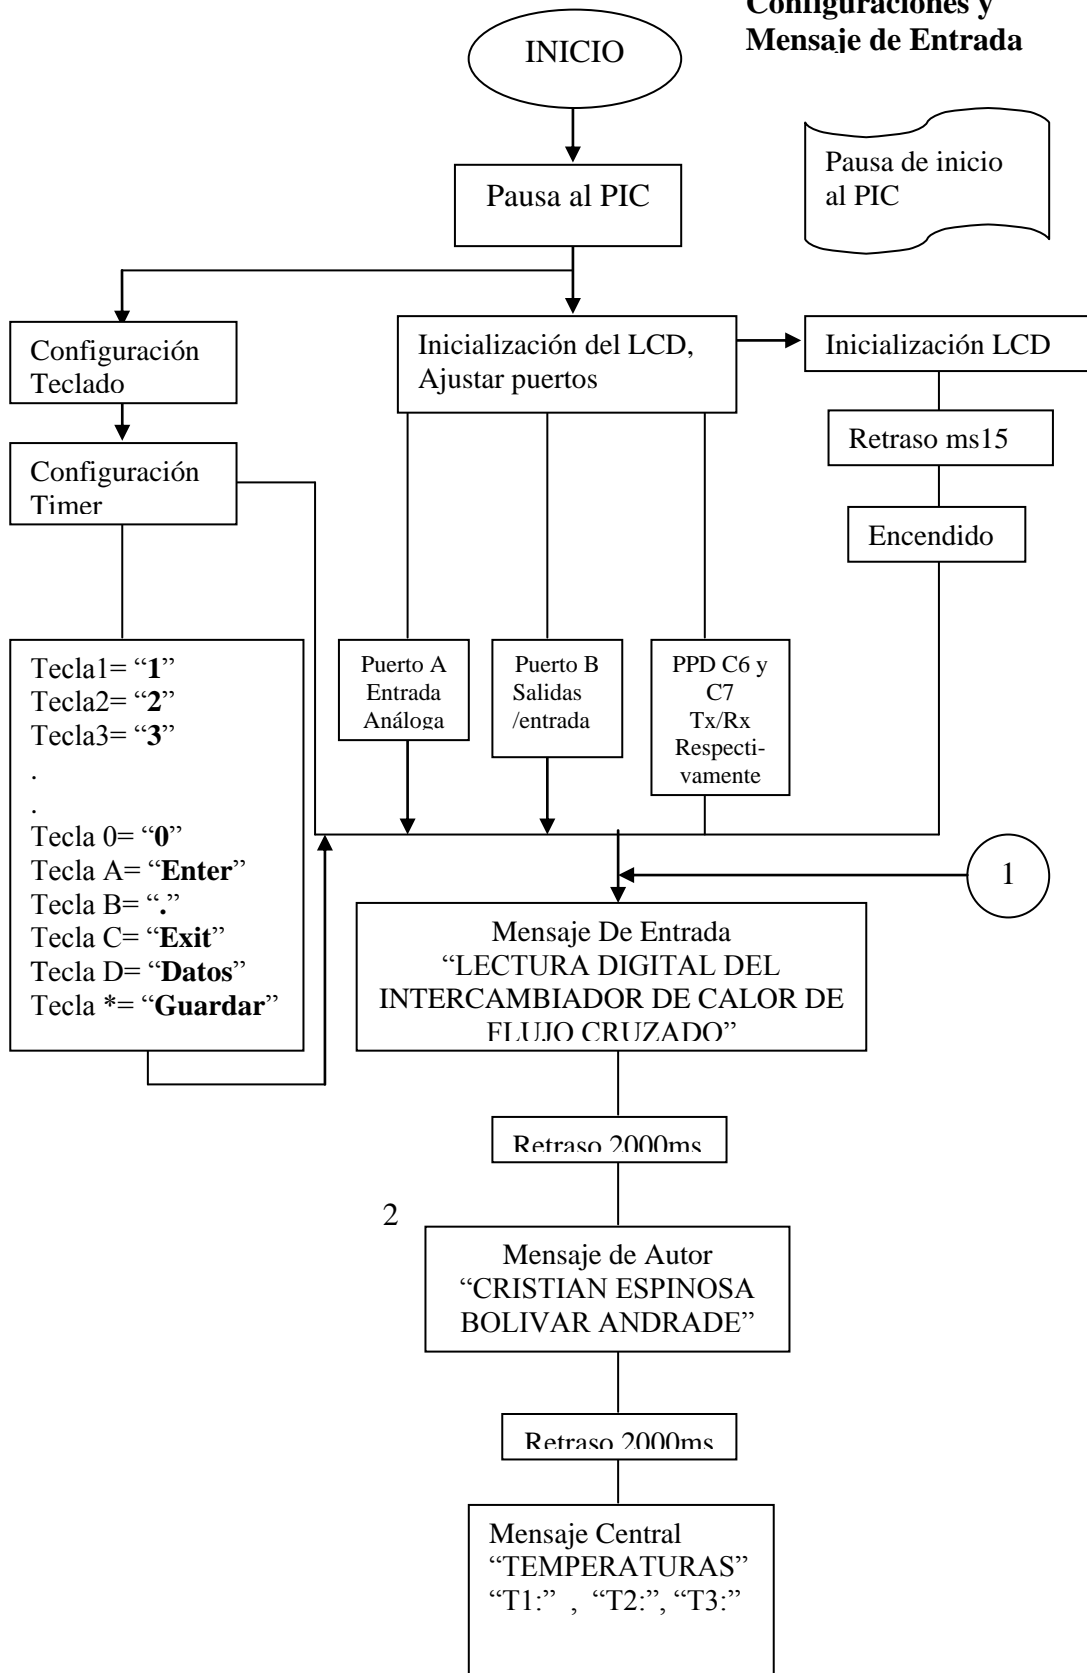 Configuraciones y
Mensaje de Entrada
INICIO
Pausa de inicio
al PIC
Pausa al PIC
Configuración
Teclado
Inicialización del LCD,
Ajustar puertos
Inicialización LCD
Retraso ms15
Configuración
Timer
Encendido
Tecla1= “1”
Tecla2= “2”
Tecla3= “3”
.
.
Tecla 0= “0”
Tecla A= “Enter”
Tecla B= “.”
Tecla C= “Exit”
Tecla D= “Datos”
Tecla *= “Guardar”
Puerto A
Entrada
Análoga
Puerto B
Salidas
/entrada
PPD C6 y
C7
Tx/Rx
Respecti-
vamente
1
Mensaje De Entrada
“LECTURA DIGITAL DEL
INTERCAMBIADOR DE CALOR DE
FLUJO CRUZADO”
Retraso 2000ms
2
Mensaje de Autor
“CRISTIAN ESPINOSA
BOLIVAR ANDRADE”
Retraso 2000ms
Mensaje Central
“TEMPERATURAS”
“T1:” , “T2:”, “T3:”